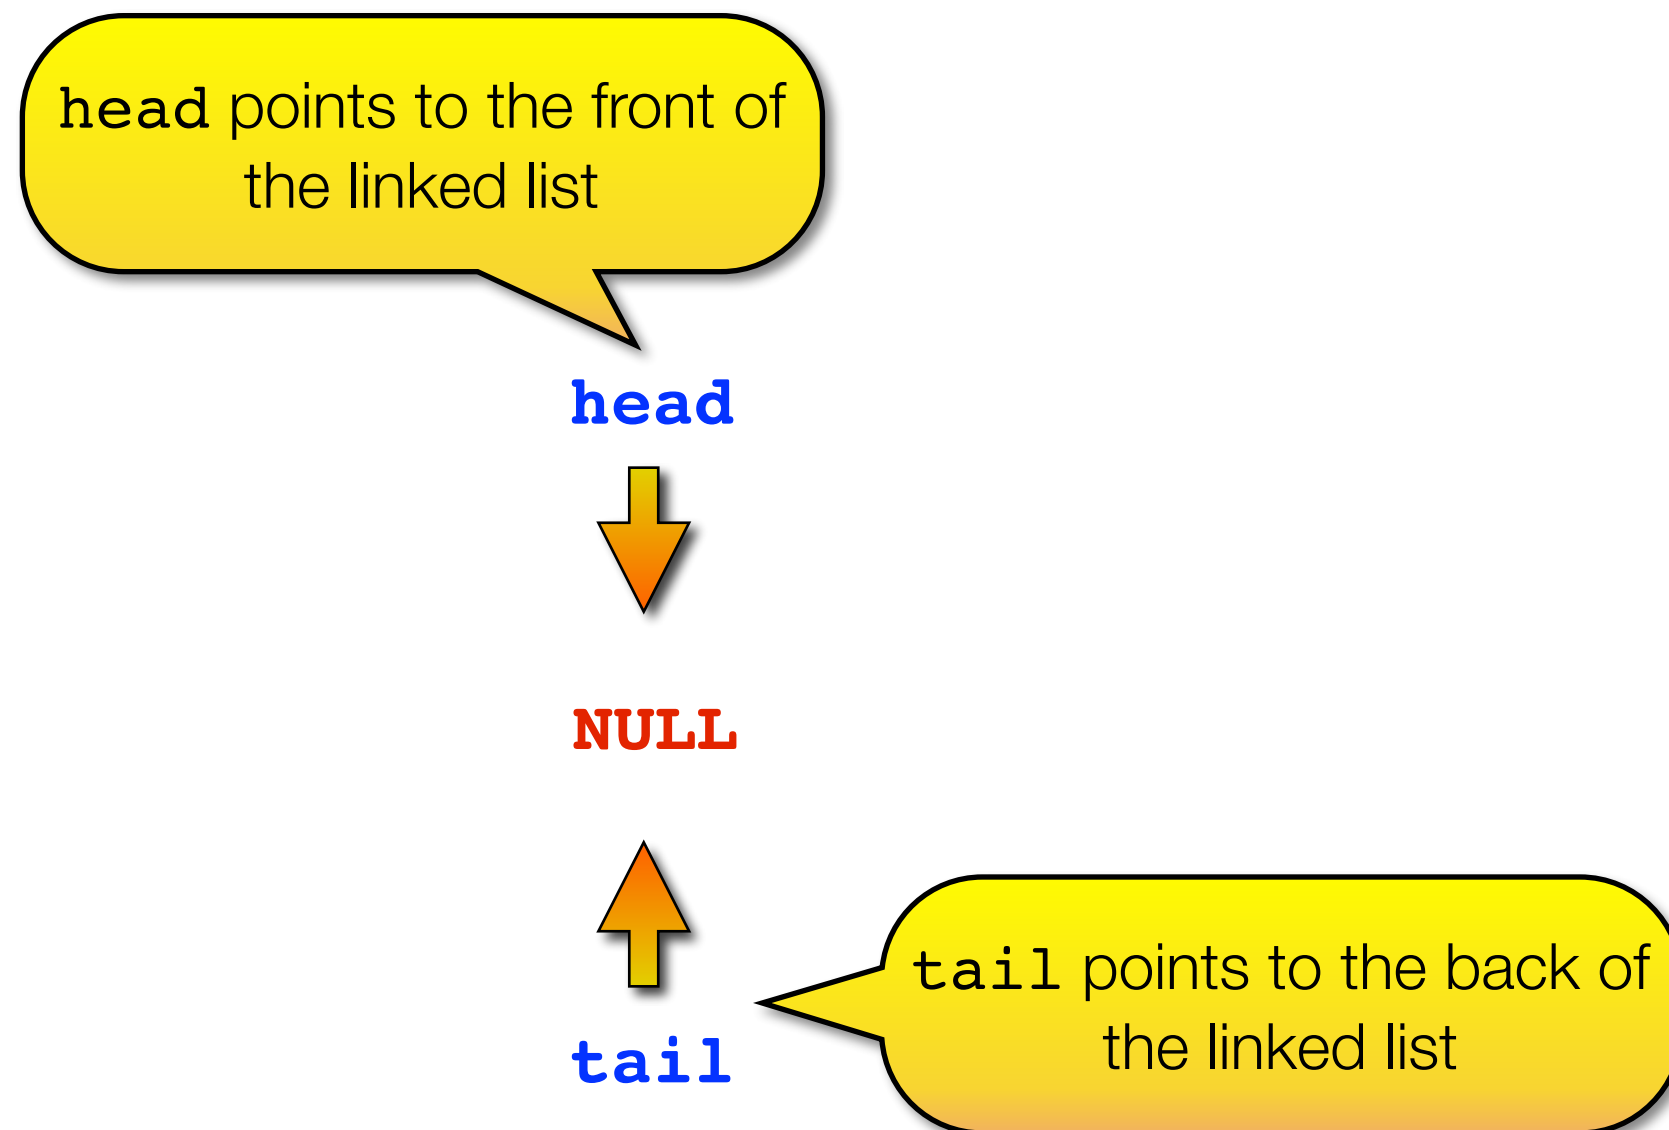 head points to the front of
the linked list
head
NULL
tail points to the back of
the linked list
tail